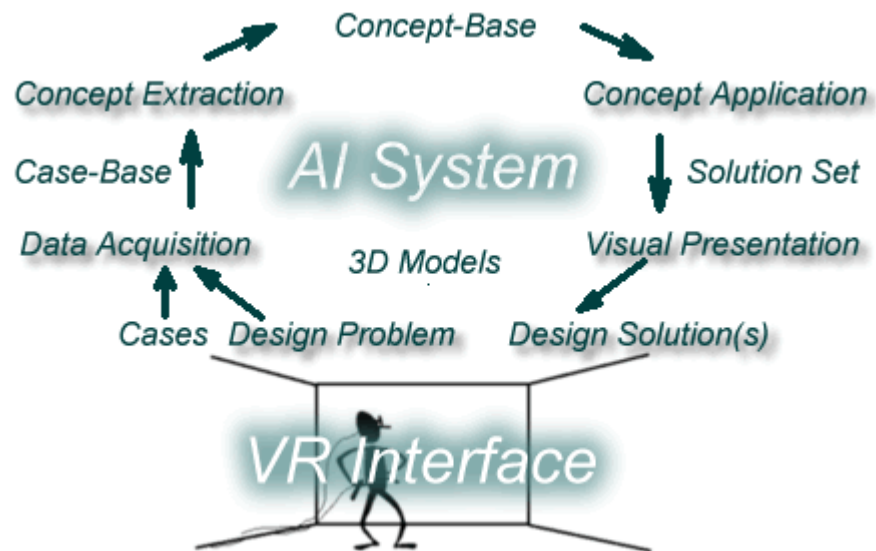 Concept-Base
Concept Extraction
Concept Application
AI System
Case-Base
Solution Set
Data Acquisition
Visual Presentation
3D Models
Cases
Design Problem
Design Solution(s)
VR Interface